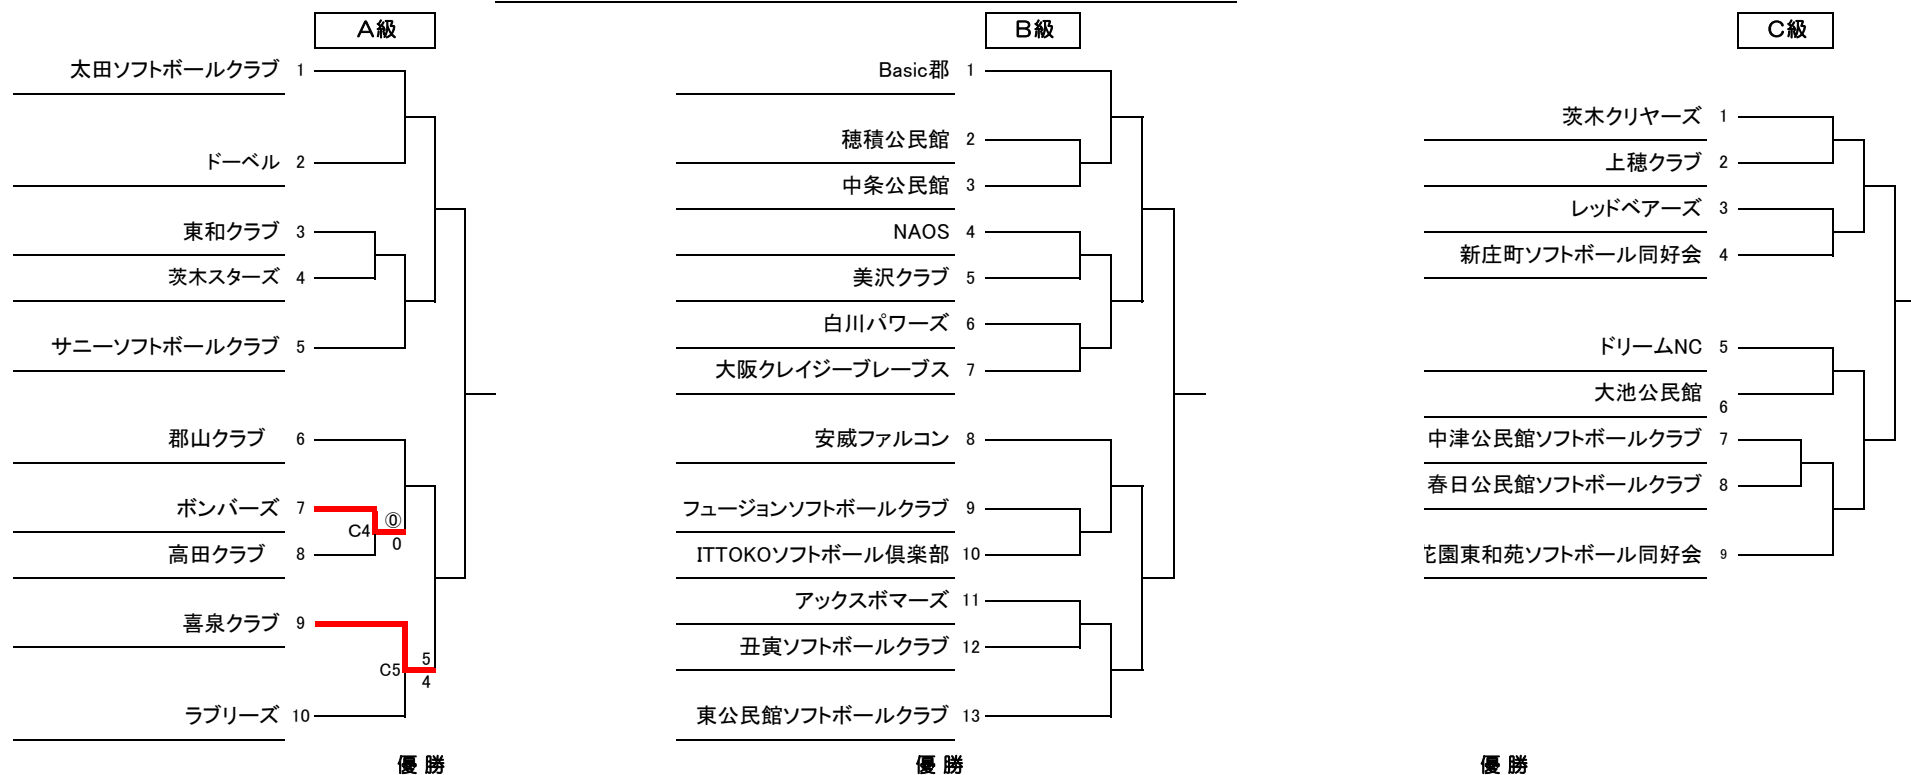 A級
太田ソフトボールクラブ 1
ドーベル 2
東和クラブ 3
茨木スターズ 4
サニーソフトボールクラブ 5
郡山クラブ 6
ボンバーズ 7
C4 ⓪
0
高田クラブ 8
喜泉クラブ 9
C5 5
4
ラブリーズ 10
優 勝
B級
Basic郡 1
穂積公民館 2
中条公民館 3
NAOS 4
美沢クラブ 5
白川パワーズ 6
大阪クレイジーブレーブス 7
安威ファルコン 8
フュージョンソフトボールクラブ 9
ITTOKOソフトボール倶楽部 10
アックスボマーズ 11
丑寅ソフトボールクラブ 12
東公民館ソフトボールクラブ 13
優 勝
C級
茨木クリヤーズ 1
上穂クラブ 2
レッドベアーズ 3
新庄町ソフトボール同好会 4
ドリームNC 5
大池公民館 6
中津公民館ソフトボールクラブ 7
春日公民館ソフトボールクラブ 8
花園東和苑ソフトボール同好会 9
優 勝